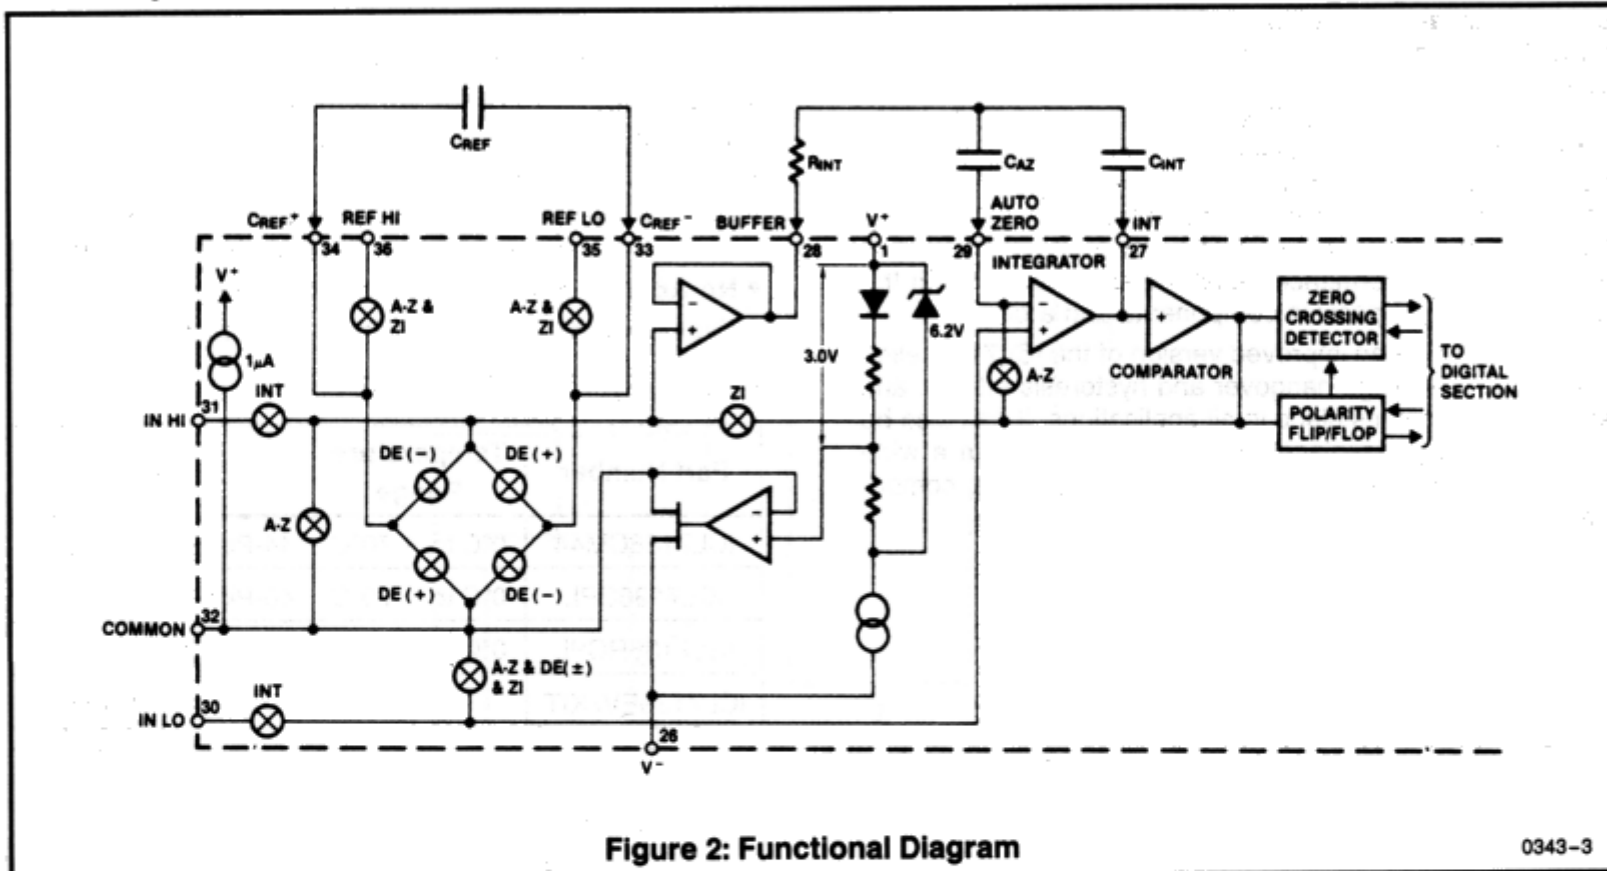 CREF
RINT
CAZ
CINT
CREF+
REF HI
REF LO
CREF-
BUFFER
V+
AUTO
ZERO
INT
34
36
35
33
28
1
29
27
INTEGRATOR
V+
1µA
A-Z &
ZI
A-Z &
ZI
-
+
6.2V
3.0V
-
+
A-Z
+
COMPARATOR
ZERO
CROSSING
DETECTOR
POLARITY
FLIP/FLOP
TO
DIGITAL
SECTION
INT
IN HI
31
ZI
DE(-)
DE(+)
A-Z
DE(+)
DE(-)
-
+
COMMON
32
A-Z & DE(±)
& ZI
INT
IN LO
30
26
V-
Figure 2: Functional Diagram
0343-3